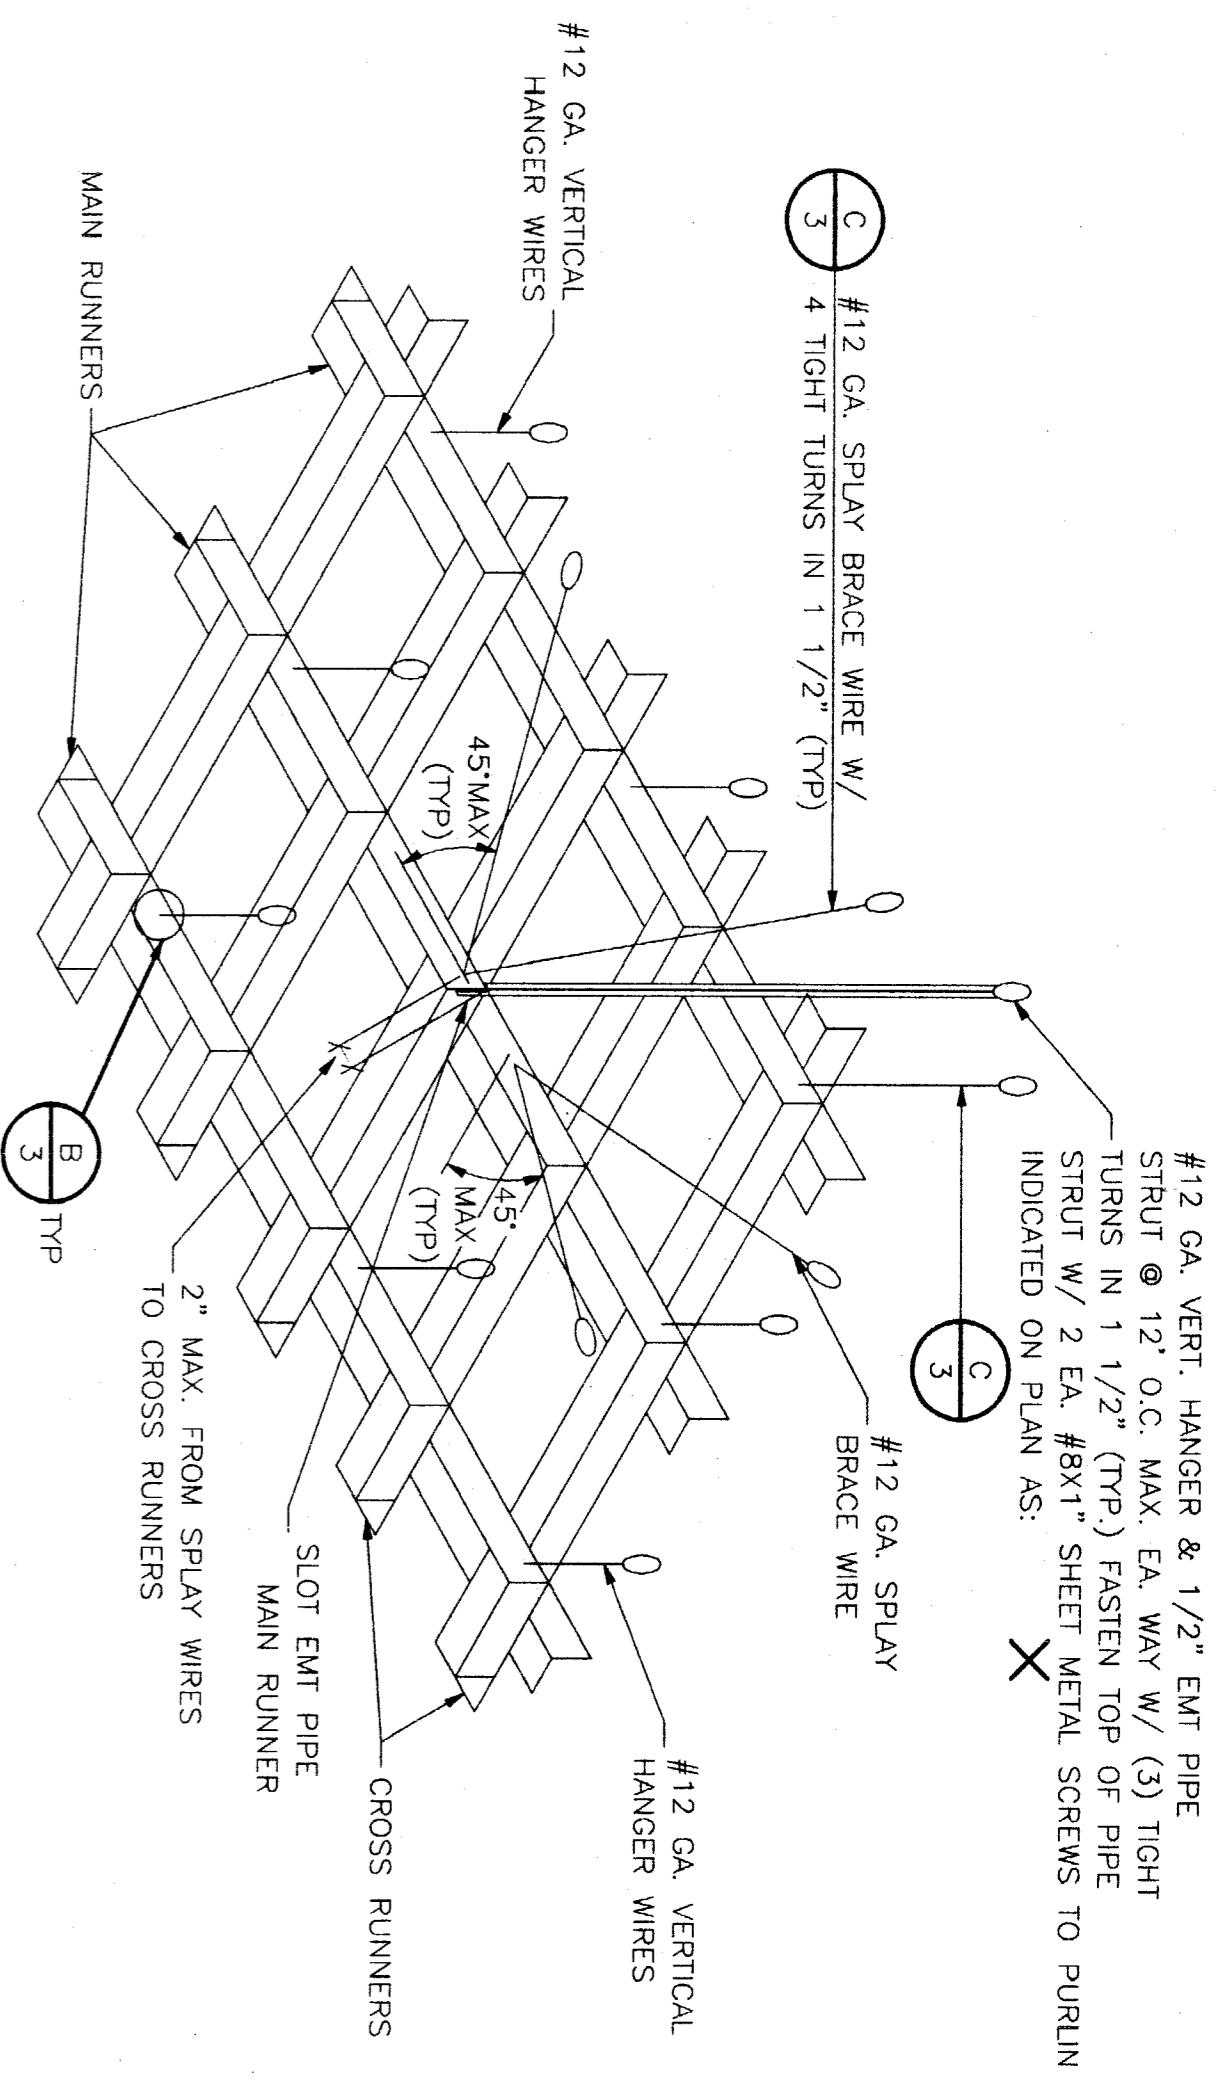 #12 GA. VERT. HANGER & 1/2" EMT PIPE
STRUT @ 12' O.C. MAX. EA. WAY W/ (3) TIGHT
TURNS IN 1 1/2" (TYP.) FASTEN TOP OF PIPE
STRUT W/ 2 EA. #8X1" SHEET METAL SCREWS TO PURLIN
INDICATED ON PLAN AS:
C
3
#12 GA. SPLAY BRACE WIRE W/
4 TIGHT TURNS IN 1 1/2" (TYP)
C
3
#12 GA. SPLAY
BRACE WIRE
#12 GA. VERTICAL
HANGER WIRES
#12 GA. VERTICAL
HANGER WIRES
45°MAX
(TYP)
45°
MAX
(TYP)
MAIN RUNNERS
CROSS RUNNERS
SLOT EMT PIPE
MAIN RUNNER
2" MAX. FROM SPLAY WIRES
TO CROSS RUNNERS
B
3
TYP